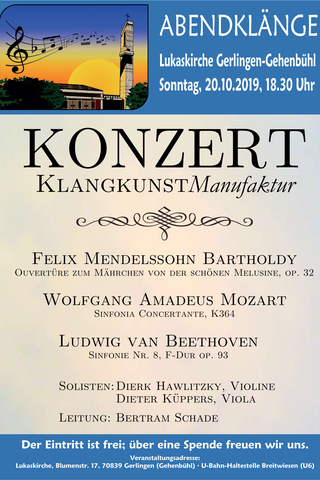 ABENDKLÄNGE
Lukaskirche Gerlingen-Gehenbühl
Sonntag, 20.10.2019, 18.30 Uhr
KONZERT
KlangkunstManufaktur
Felix Mendelssohn Bartholdy
Ouvertüre zum Mährchen von der schönen Melusine, op. 32
Wolfgang Amadeus Mozart
Sinfonia Concertante, K364
Ludwig van Beethoven
Sinfonie Nr. 8, F-Dur op. 93
Solisten: Dierk Hawlitzky, Violine
Dieter Küppers, Viola
Leitung: Bertram Schade
Der Eintritt ist frei; über eine Spende freuen wir uns.
Veranstaltungsadresse:
Lukaskirche, Blumenstr. 17, 70839 Gerlingen (Gehenbühl) · U-Bahn-Haltestelle Breitwiesen (U6)